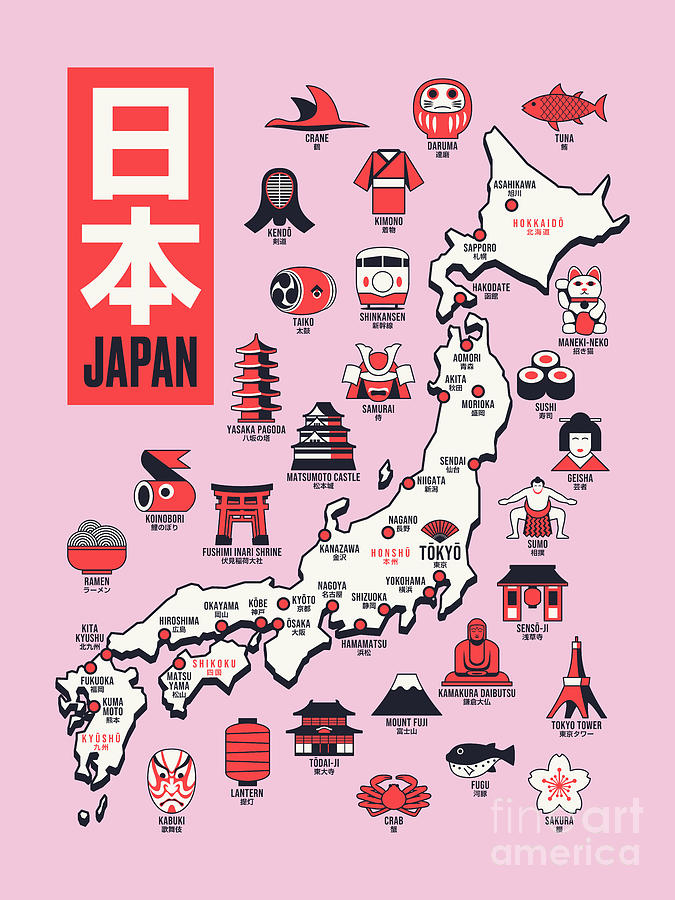 日本
JAPAN
CRANE
鶴
DARUMA
達磨
TUNA
鮪
KENDŌ
剣道
KIMONO
着物
ASAHIKAWA
旭川
HOKKAIDŌ
北海道
SAPPORO
札幌
HAKODATE
函館
TAIKO
太鼓
SHINKANSEN
新幹線
MANEKI-NEKO
招き猫
AOMORI
青森
AKITA
秋田
MORIOKA
盛岡
YASAKA PAGODA
八坂の塔
SAMURAI
侍
SUSHI
寿司
MATSUMOTO CASTLE
松本城
SENDAI
仙台
GEISHA
芸者
NIIGATA
新潟
KOINOBORI
鯉のぼり
FUSHIMI INARI SHRINE
伏見稲荷大社
KANAZAWA
金沢
NAGANO
長野
HONSHŪ
本州
TŌKYŌ
東京
SUMO
相撲
RAMEN
ラーメン
NAGOYA
名古屋
YOKOHAMA
横浜
OKAYAMA
岡山
KŌBE
神戸
KYŌTO
京都
SHIZUOKA
静岡
HIROSHIMA
広島
ŌSAKA
大阪
HAMAMATSU
浜松
SENSŌ-JI
浅草寺
KITA
KYUSHU
北九州
FUKUOKA
福岡
MATSU
YAMA
松山
SHIKOKU
四国
KAMAKURA DAIBUTSU
鎌倉大仏
KUMA
MOTO
熊本
KYŪSHŪ
九州
MOUNT FUJI
富士山
TOKYO TOWER
東京タワー
TŌDAI-JI
東大寺
LANTERN
提灯
KABUKI
歌舞伎
CRAB
蟹
FUGU
河豚
SAKURA
櫻
fine art
america